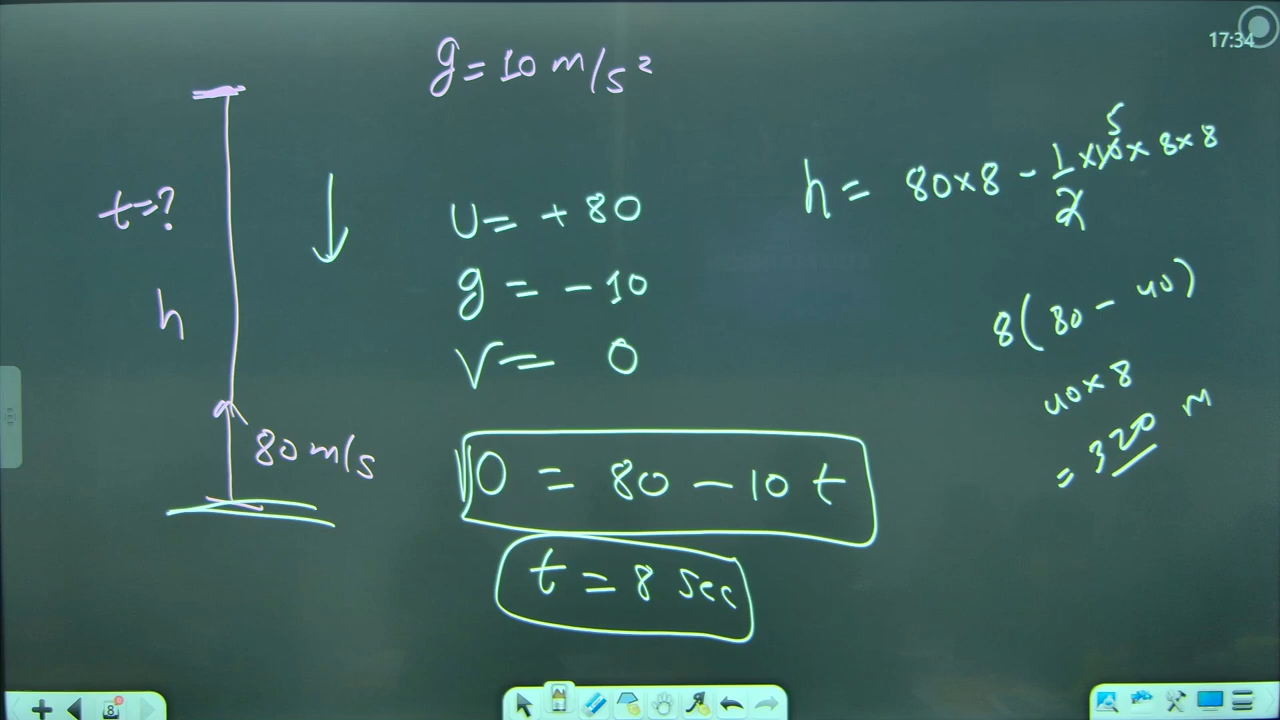 17:34
g = 10 m/s²
t = ?
h
80 m/s
u = + 80
g = - 10
V = 0
0 = 80 - 10 t
t = 8 sec
h = 80 × 8 - 1/2 × 10 × 8 × 8
5
8 ( 80 - 40 )
40 × 8
= 320 m
8